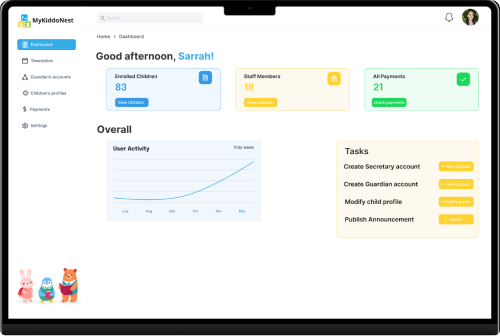 MyKiddoNest
Search
Dashboard
Timetable
Guardian's accounts
Children's profiles
Payments
Settings
Home > Dashboard
Good afternoon, Sarrah!
Enrolled Children
83
View Children
Staff Members
18
All Payments
21
check payments
Overall
User Activity
This week
July
Aug
Sep
Oct
Nov
Dec
Tasks
Create Secretary account
+ New account
Create Guardian account
+ New account
Modify child profile
+ Modify profile
Publish Announcement
+ publish